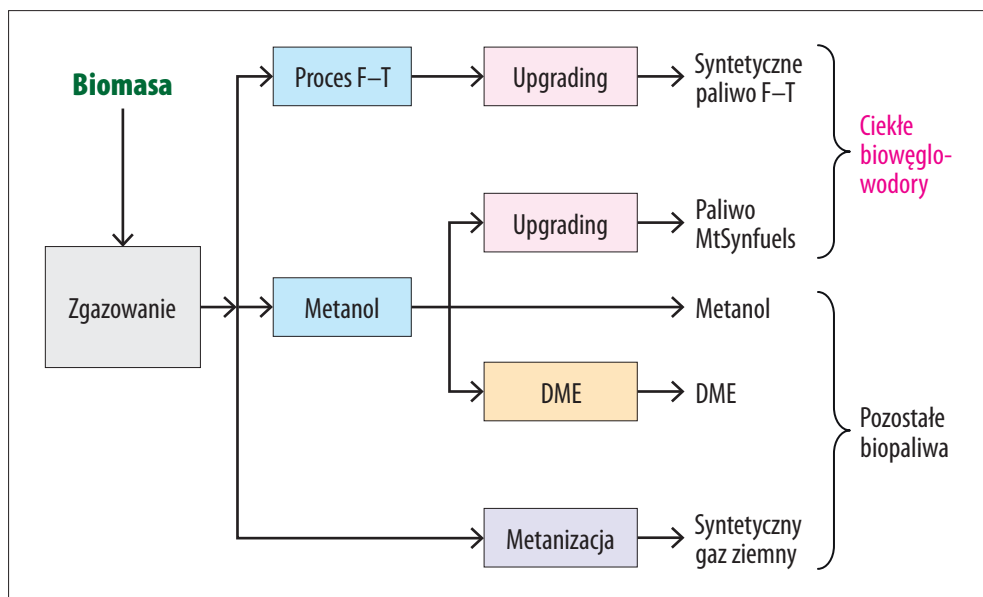 Biomasa
Proces F–T
Upgrading
Syntetyczne
paliwo F–T
Ciekłe
biowęglo-
wodory
Upgrading
Paliwo
MtSynfuels
Zgazowanie
Metanol
Metanol
DME
DME
Pozostałe
biopaliwa
Metanizacja
Syntetyczny
gaz ziemny